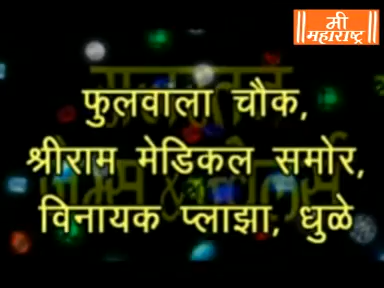 मी
महाराष्ट्र
फुलवाला चौक,
श्रीराम मेडिकल समोर,
विनायक प्लाझा, धुळे